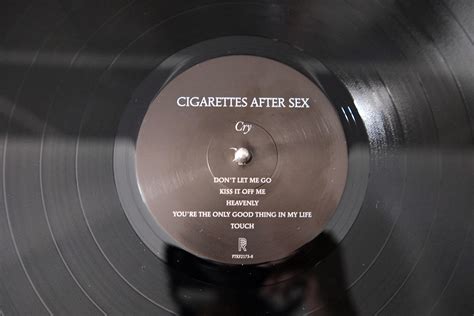 CIGARETTES AFTER SEX
Cry
DON'T LET ME GO
KISS IT OFF ME
HEAVENLY
YOU'RE THE ONLY GOOD THING IN MY LIFE
TOUCH